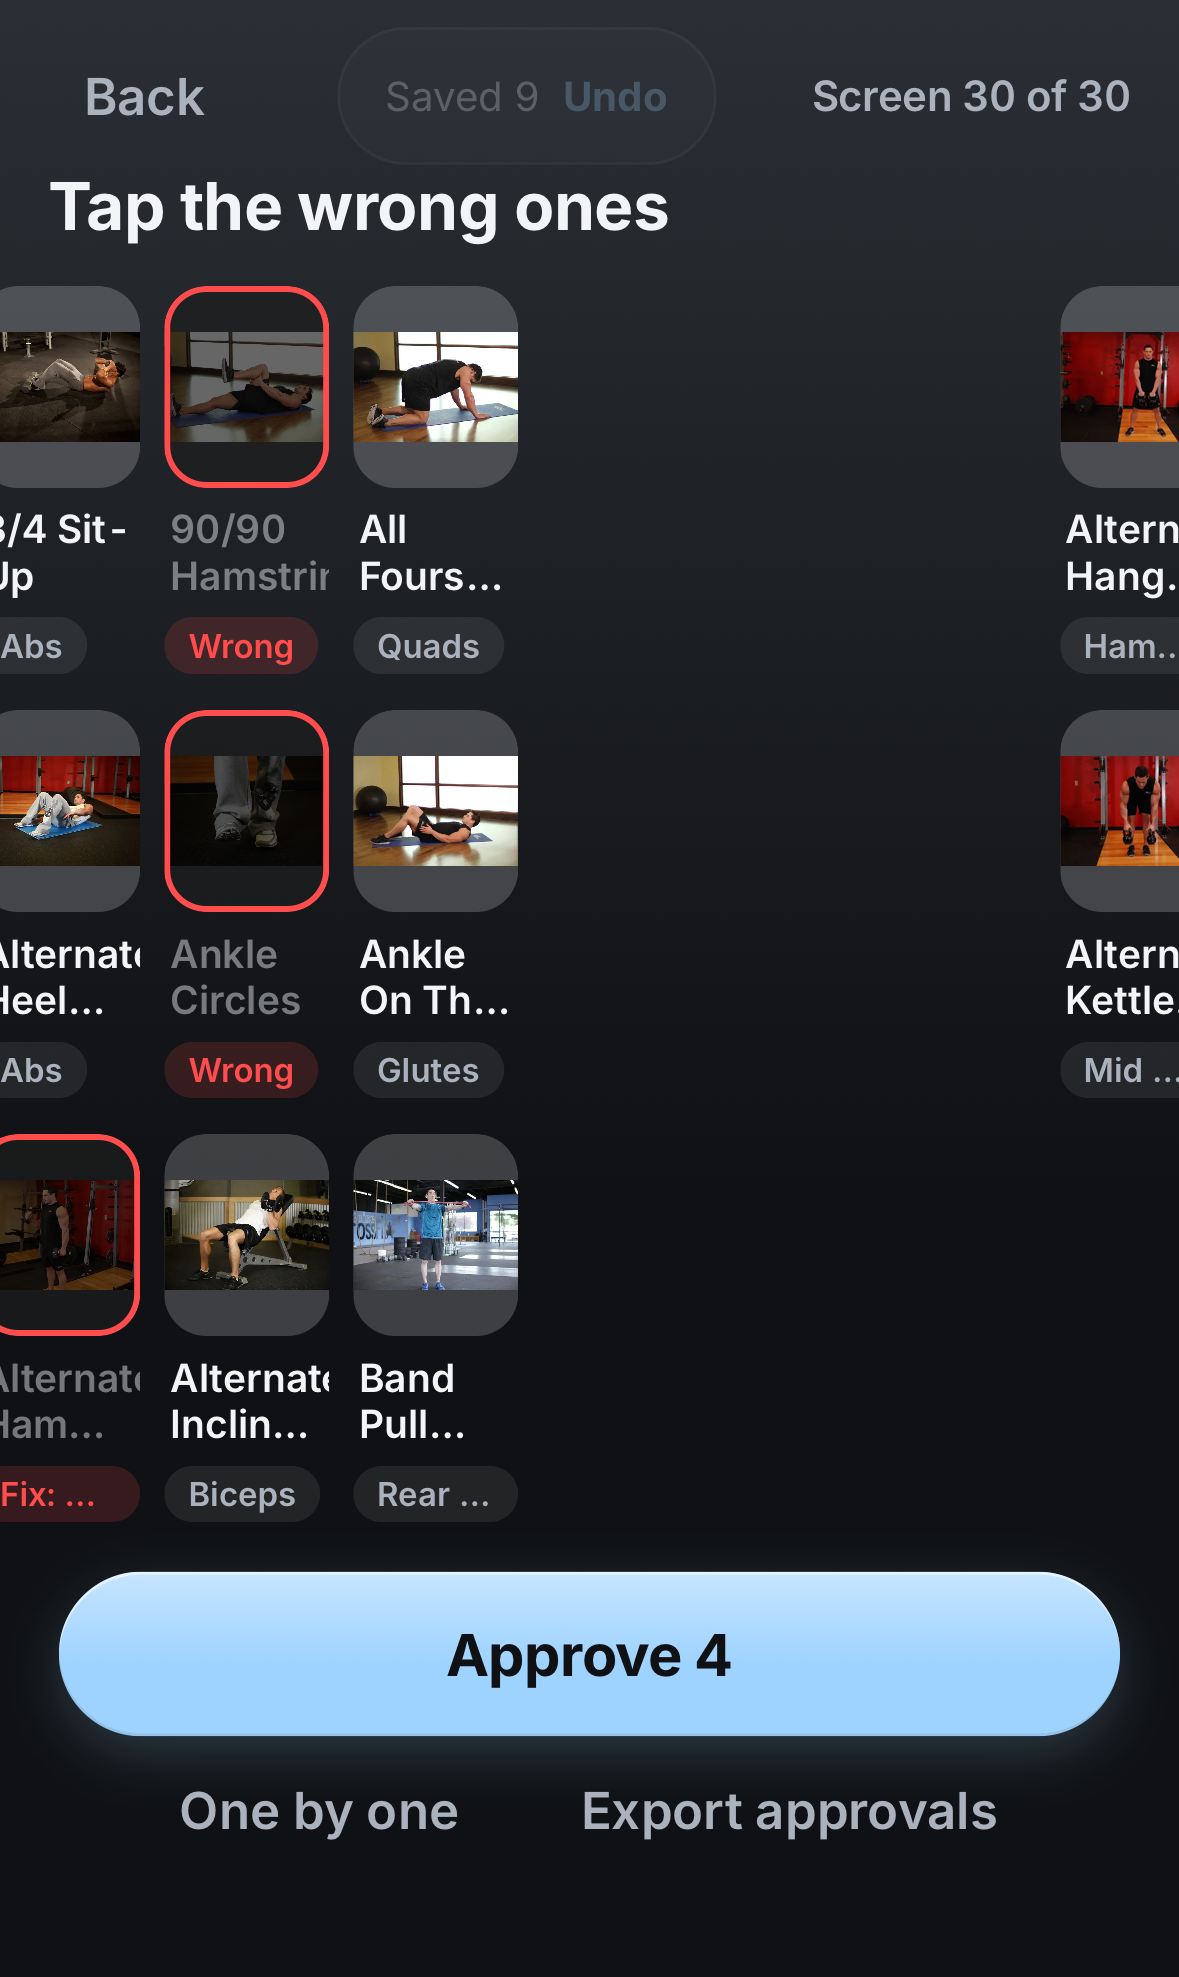 Back
Saved 9 Undo
Screen 30 of 30
Tap the wrong ones
3/4 Sit-
Up
Abs
90/90
Hamstrin
Wrong
All
Fours...
Quads
Altern
Hang.
Ham..
Alternate
Heel...
Abs
Ankle
Circles
Wrong
Ankle
On Th...
Glutes
Altern
Kettle.
Mid ...
Alternate
Ham...
Fix: ...
Alternate
Inclin...
Biceps
Band
Pull...
Rear ...
Approve 4
One by one
Export approvals